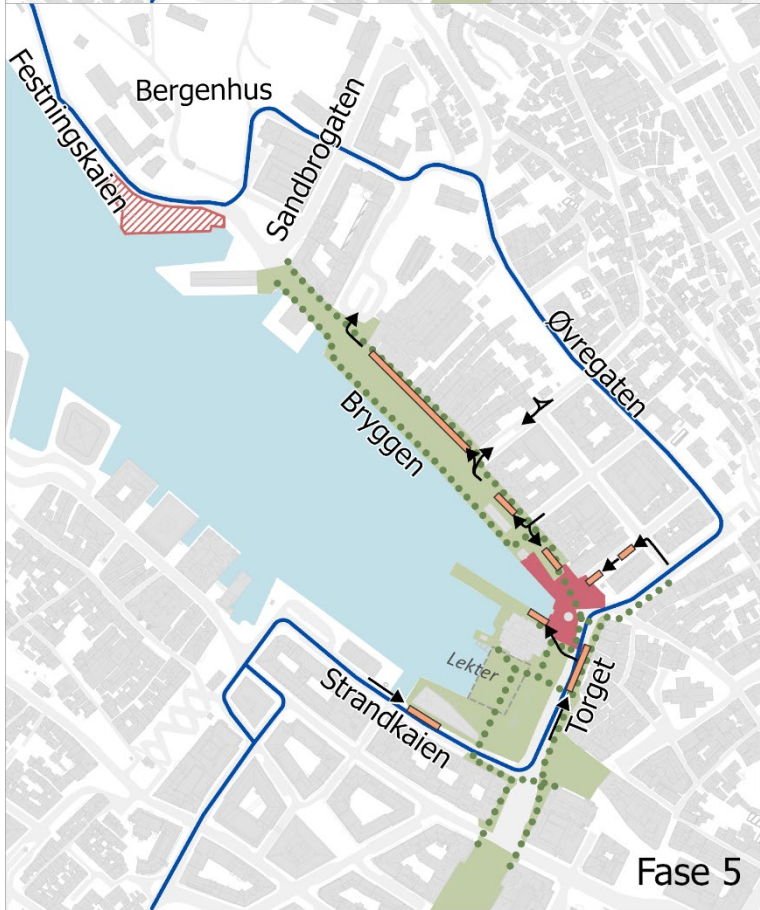 Festningskaien
Bergenhus
Sandbrogaten
Øvregaten
Bryggen
Lekter
Strandkaien
Torget
Fase 5